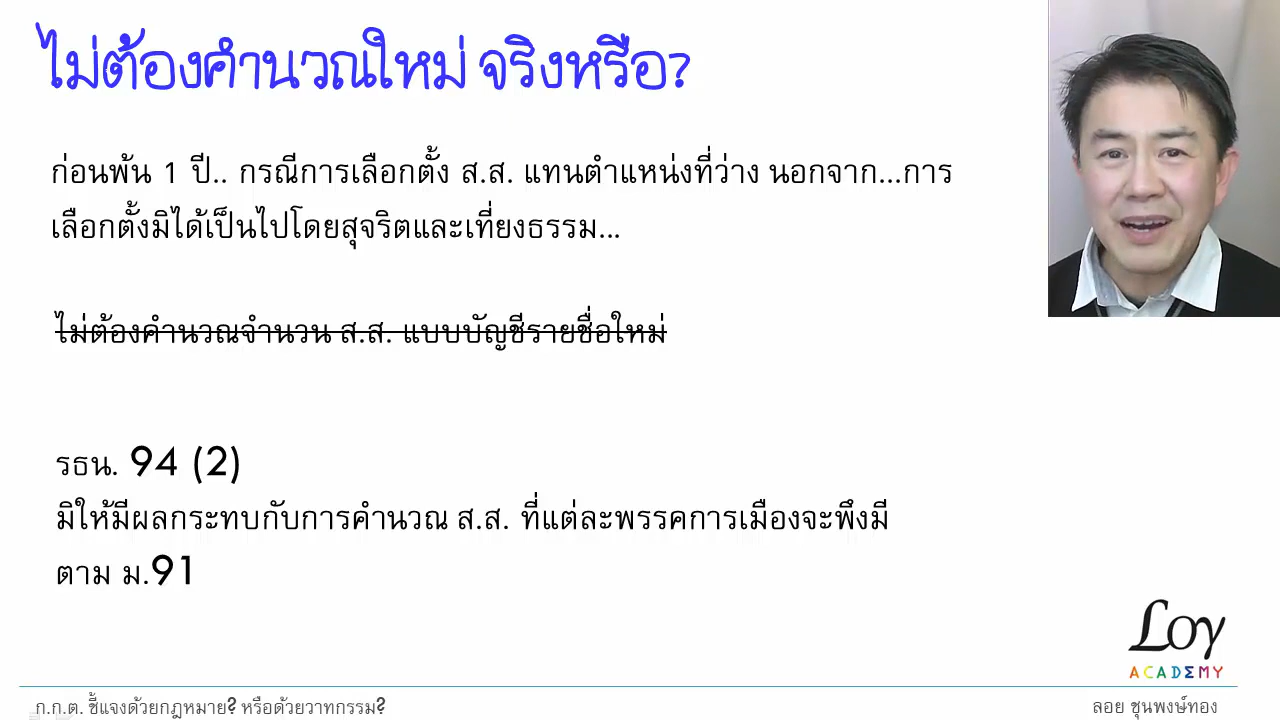 ไม่ต้องคำนวณใหม่ จริงหรือ?
ก่อนพ้น 1 ปี.. กรณีการเลือกตั้ง ส.ส. แทนตำแหน่งที่ว่าง นอกจาก...การ
เลือกตั้งมิได้เป็นไปโดยสุจริตและเที่ยงธรรม...
ไม่ต้องคำนวณจำนวน ส.ส. แบบบัญชีรายชื่อใหม่
รธน. 94 (2)
มิให้มีผลกระทบกับการคำนวณ ส.ส. ที่แต่ละพรรคการเมืองจะพึงมี
ตาม ม.91
Loy
ACADEMY
ก.ก.ต. ชี้แจงด้วยกฎหมาย? หรือด้วยวาทกรรม?
ลอย ชุนพงษ์ทอง